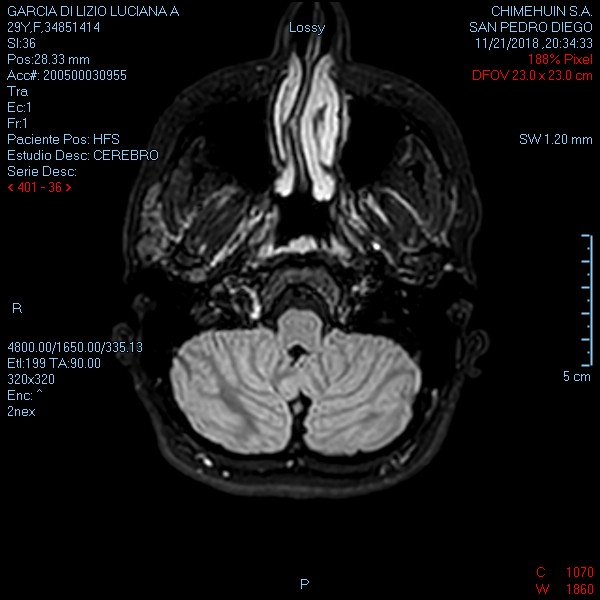 GARCIA DI LIZIO LUCIANA A
29Y,F,34851414
Sl:36
Pos:28.33 mm
Acc#: 200500030955
Tra
Ec:1
Fr:1
Paciente Pos: HFS
Estudio Desc: CEREBRO
Serie Desc:
< 401 - 36 >
Lossy
CHIMEHUIN S.A.
SAN PEDRO DIEGO
11/21/2018 ,20:34:33
188% Pixel
DFOV 23.0 x 23.0 cm
SW 1.20 mm
R
4800.00/1650.00/335.13
Etl:199 TA:90.00
320x320
Enc: ^
2nex
5 cm
P
C 1070
W 1860